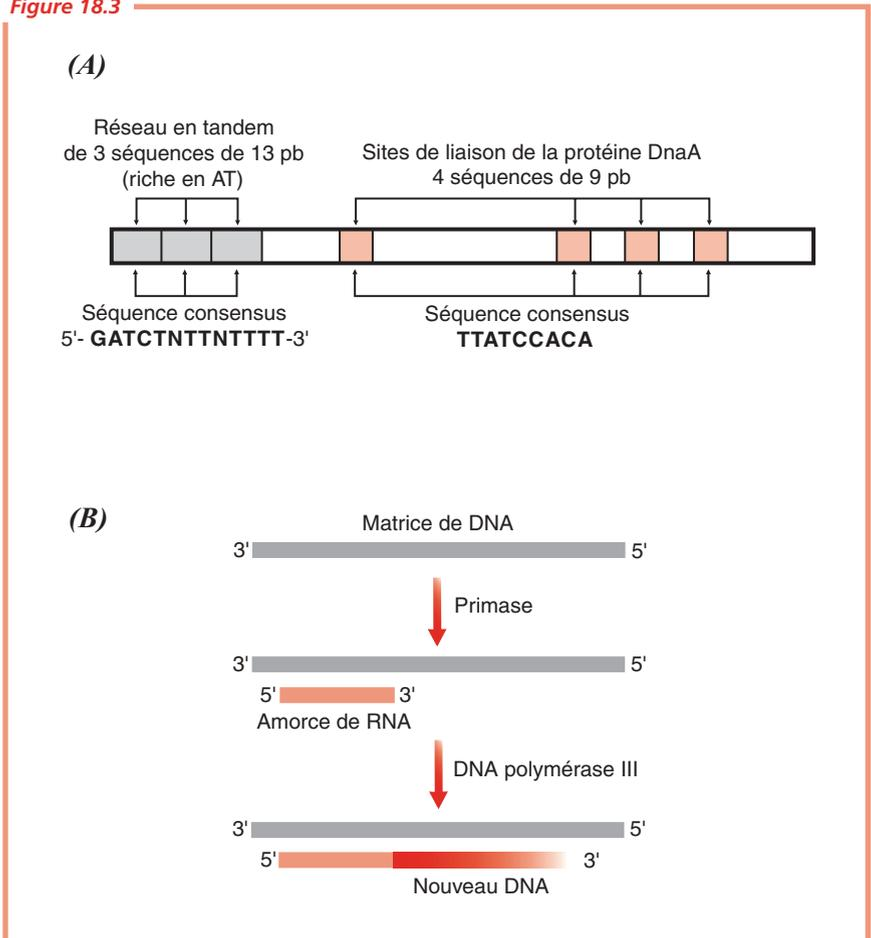 Figure 18.3
(A)
Réseau en tandem
de 3 séquences de 13 pb
(riche en AT)
Sites de liaison de la protéine DnaA
4 séquences de 9 pb
Séquence consensus
5'- GATCTNTTNTTTT-3'
Séquence consensus
TTATCCACA
(B)
Matrice de DNA
3' 5'
Primase
3' 5'
5' 3'
Amorce de RNA
DNA polymérase III
3' 5'
5' 3'
Nouveau DNA